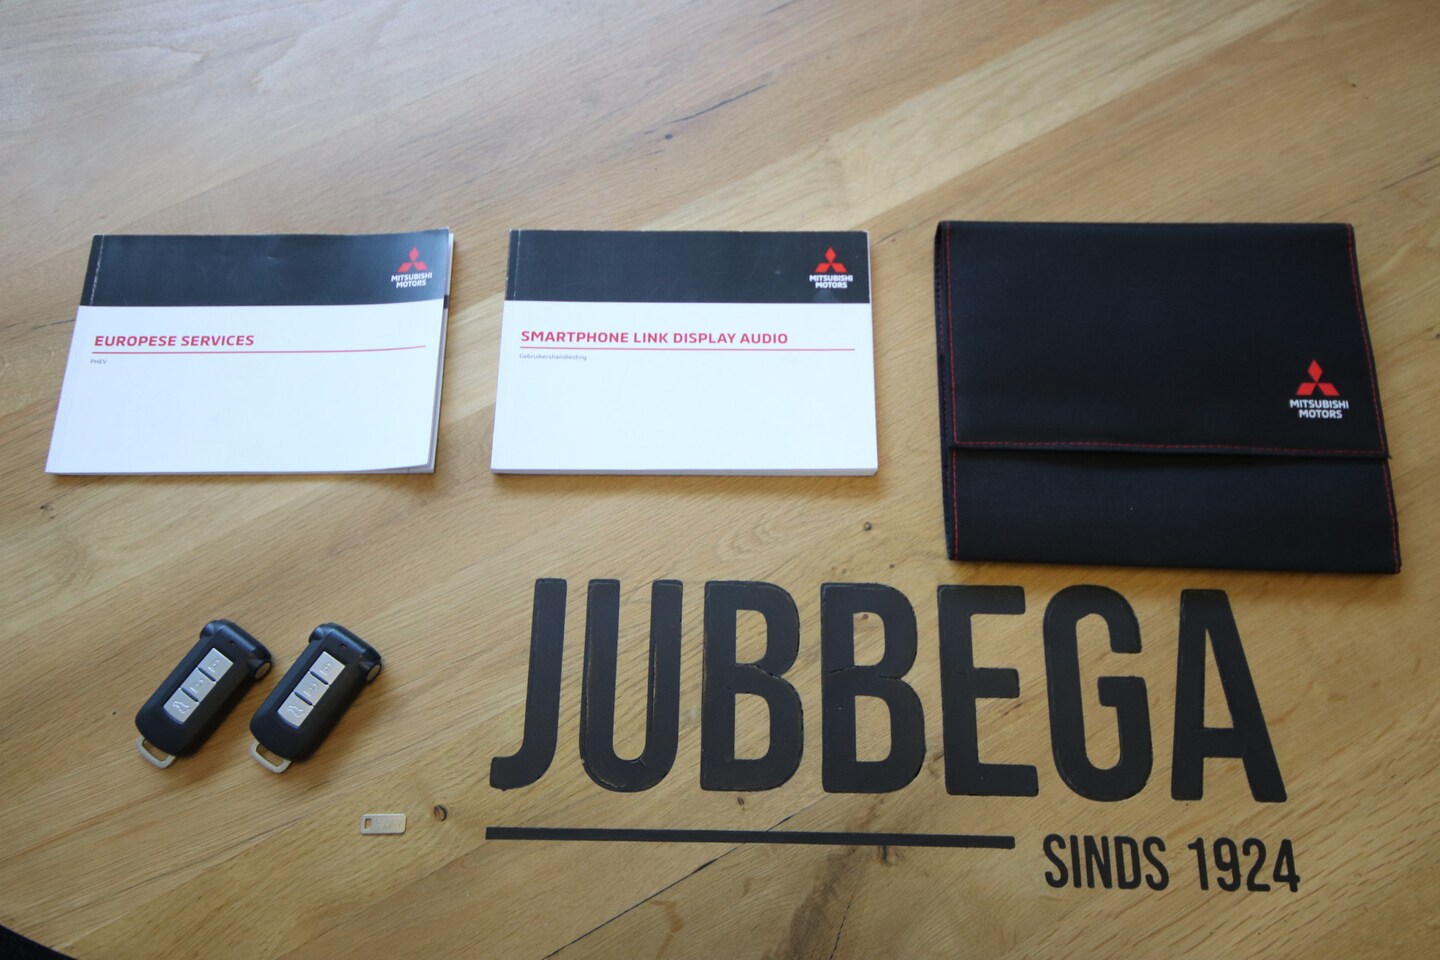 MITSUBISHI
MOTORS
EUROPESE SERVICES
PHEV
MITSUBISHI
MOTORS
SMARTPHONE LINK DISPLAY AUDIO
Gebruikershandleiding
MITSUBISHI
MOTORS
JUBBEGA
SINDS 1924